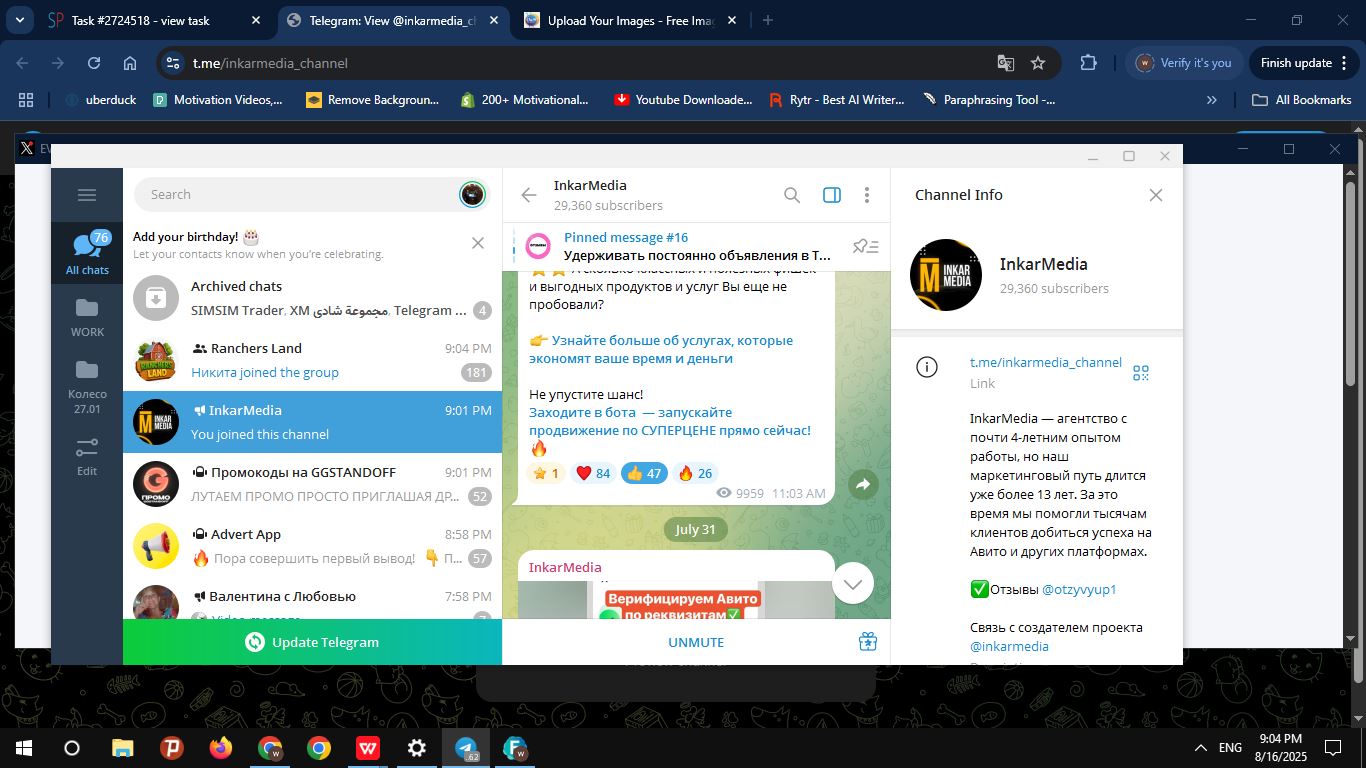 Task #2724518 - view task
Telegram: View @inkarmedia_cl
Upload Your Images - Free Imag
t.me/inkarmedia_channel
Verify it's you
Finish update
uberduck
Motivation Videos,...
Remove Backgroun...
200+ Motivational...
Youtube Downloade...
Rytr - Best AI Writer...
Paraphrasing Tool -...
All Bookmarks
76
All chats
WORK
Колесо
27.01
Edit
Search
Add your birthday! 🎂
Let your contacts know when you're celebrating.
Archived chats
SIMSIM Trader, XM مجموعة شادى, Telegram ...
4
Ranchers Land
9:04 PM
Никита joined the group
181
InkarMedia
9:01 PM
You joined this channel
Промокоды на GGSTANDOFF
9:01 PM
ЛУТАЕМ ПРОМО ПРОСТО ПРИГЛАШАЯ ДР...
52
Advert App
8:58 PM
🔥 Пора совершить первый вывод! 👇 П...
57
Валентина с Любовью
7:58 PM
Video message
7
Update Telegram
InkarMedia
29,360 subscribers
Pinned message #16
Удерживать постоянно объявления в Т...
⭐⭐ А сколько классных и полезных фишек
и выгодных продуктов и услуг Вы еще не
пробовали?
👉 Узнайте больше об услугах, которые
экономят ваше время и деньги
Не упустите шанс!
Заходите в бота — запускайте
продвижение по СУПЕРЦЕНЕ прямо сейчас!
🔥
⭐ 1 ❤️ 84 👍 47 🔥 26
9959 11:03 AM
July 31
InkarMedia
Верифицируем Авито
по реквизитам✅
UNMUTE
Channel Info
MINKAR
MEDIA
InkarMedia
29,360 subscribers
t.me/inkarmedia_channel
Link
InkarMedia — агентство с
почти 4-летним опытом
работы, но наш
маркетинговый путь длится
уже более 13 лет. За это
время мы помогли тысячам
клиентов добиться успеха на
Авито и других платформах.
✅Отзывы @otzyvyup1
Связь с создателем проекта
@inkarmedia
Description
ENG
9:04 PM
8/16/2025